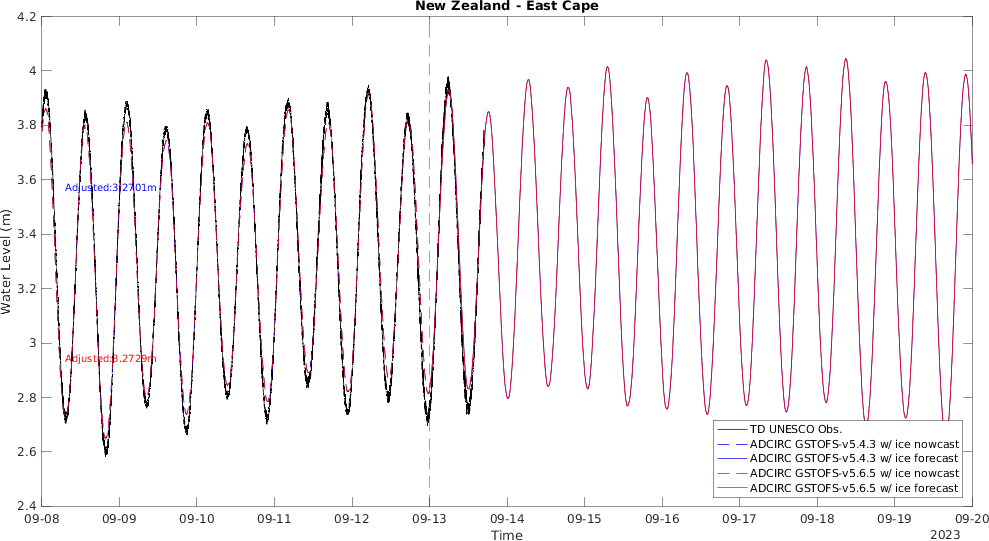 New Zealand - East Cape
4.2
4
3.8
3.6
3.4
3.2
3
2.8
2.6
2.4
Water Level (m)
Adjusted:3.2701m
Adjusted:3.2729m
TD UNESCO Obs.
ADCIRC GSTOFS-v5.4.3 w/ ice nowcast
ADCIRC GSTOFS-v5.4.3 w/ ice forecast
ADCIRC GSTOFS-v5.6.5 w/ ice nowcast
ADCIRC GSTOFS-v5.6.5 w/ ice forecast
09-08 09-09 09-10 09-11 09-12 09-13 09-14 09-15 09-16 09-17 09-18 09-19 09-20
Time
2023